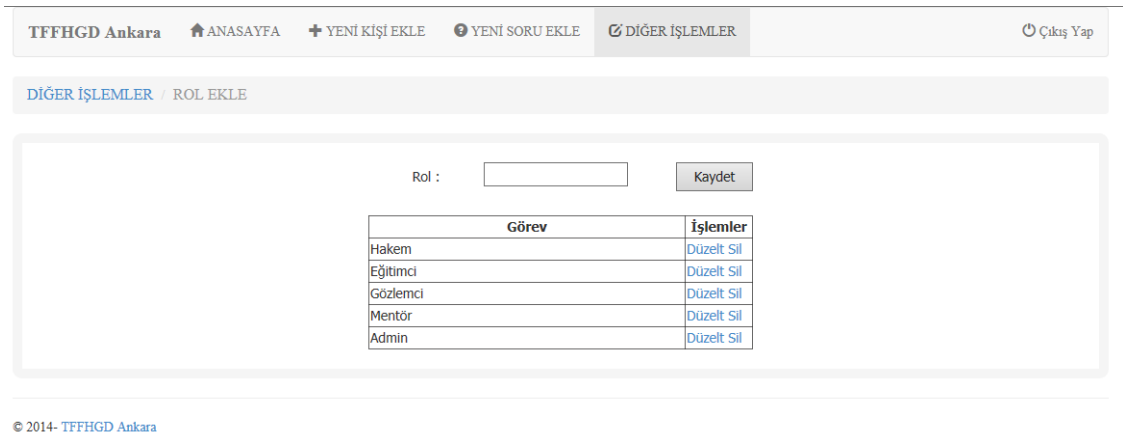 TFFHGD Ankara ANASAYFA YENİ KİŞİ EKLE YENİ SORU EKLE DİĞER İŞLEMLER Çıkış Yap
DİĞER İŞLEMLER / ROL EKLE
Rol : Kaydet
Görev İşlemler
Hakem Düzelt Sil
Eğitimci Düzelt Sil
Gözlemci Düzelt Sil
Mentör Düzelt Sil
Admin Düzelt Sil
© 2014- TFFHGD Ankara